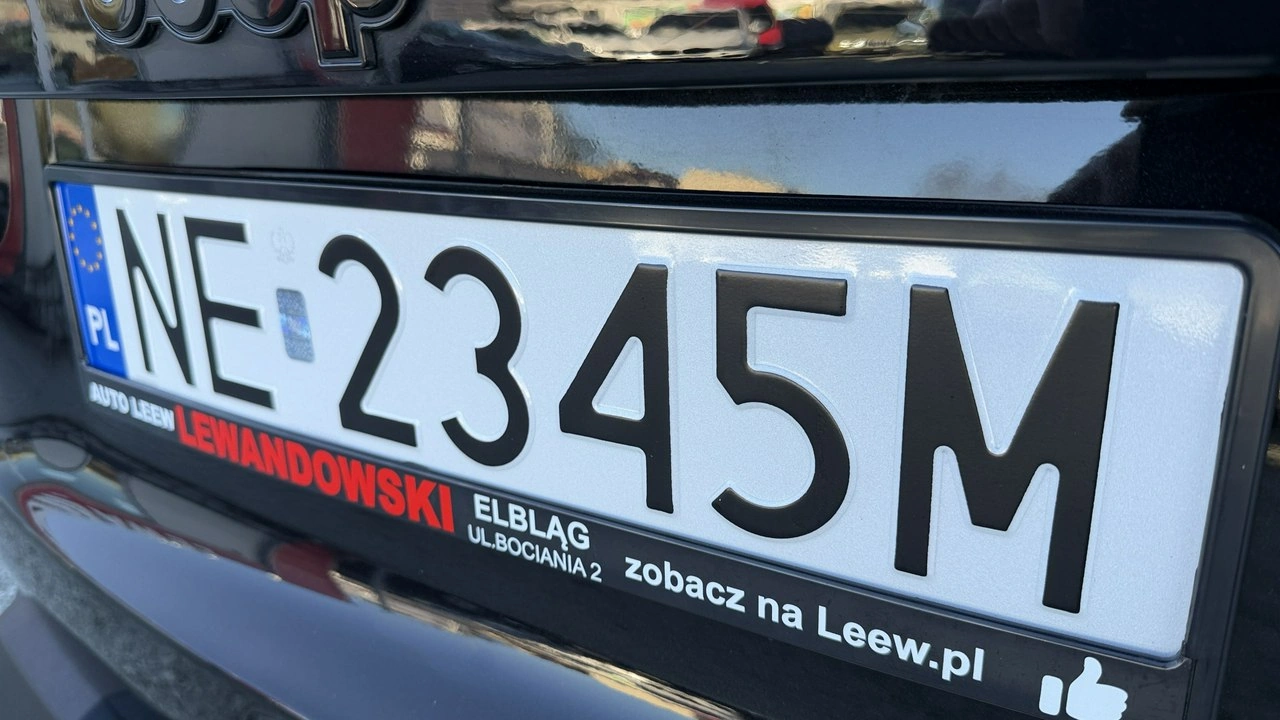 NE 2345M
PL
AUTO LEEW LEWANDOWSKI ELBLĄG zobacz na Leew.pl
UL.BOCIANIA 2